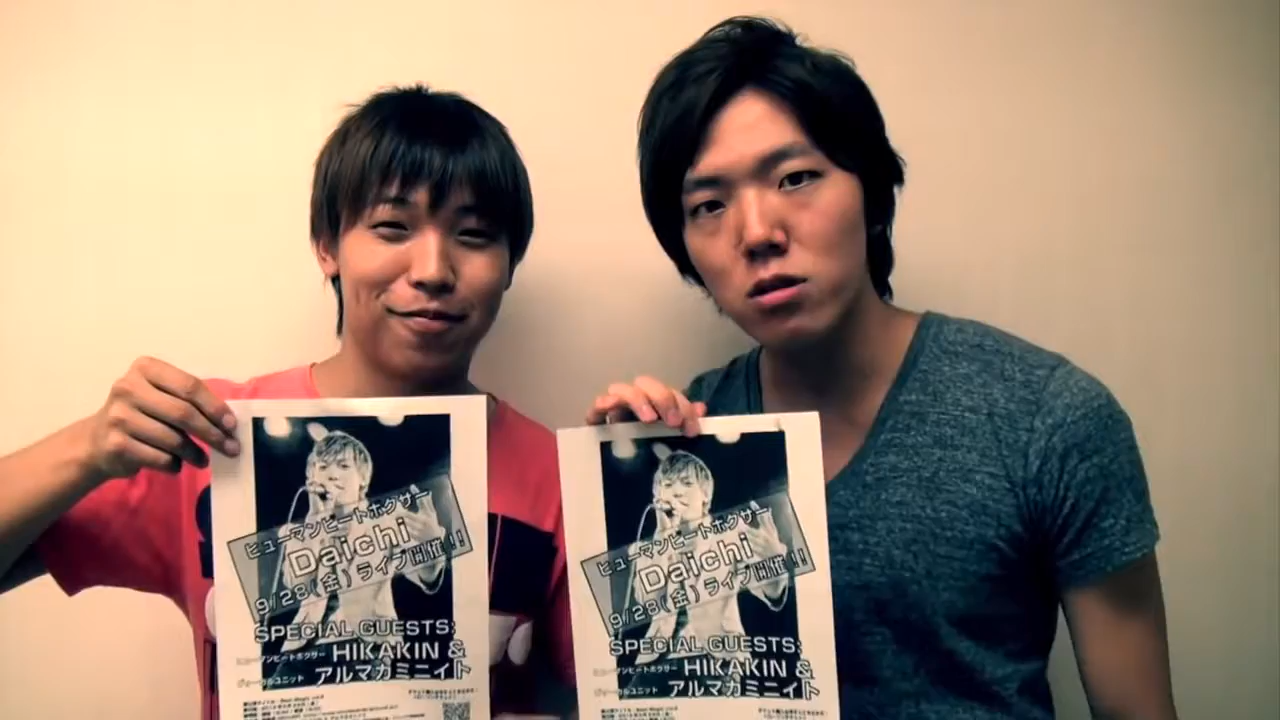 ヒューマンビートボクサー
Daichi
9/28(金)ライブ開催!!
SPECIAL GUESTS:
ヒューマンビートボクサー HIKAKIN &
ヴォーカルユニット アルマカミニイト
ヒューマンビートボクサー
Daichi
9/28(金)ライブ開催!!
SPECIAL GUESTS:
ヒューマンビートボクサー HIKAKIN &
ヴォーカルユニット アルマカミニイト